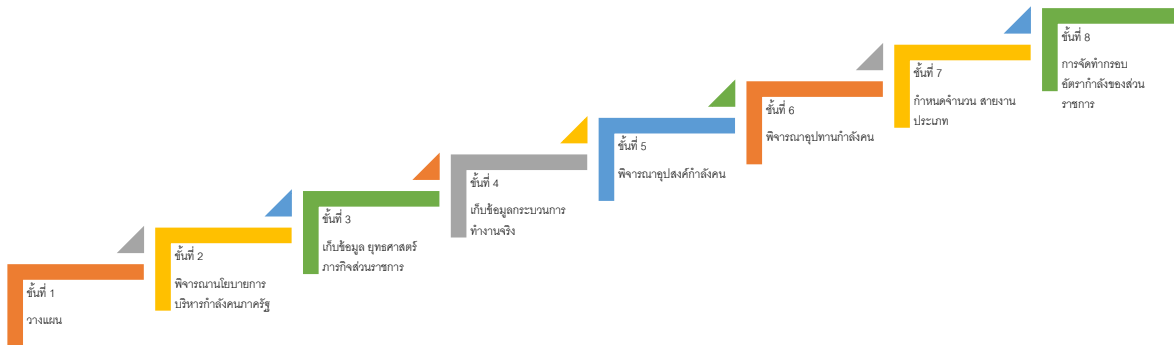 ขั้นที่ 1
วางแผน
ขั้นที่ 2
พิจารณานโยบายการ
บริหารกำลังคนภาครัฐ
ขั้นที่ 3
เก็บข้อมูล ยุทธศาสตร์
ภารกิจส่วนราชการ
ขั้นที่ 4
เก็บข้อมูลกระบวนการ
ทำงานจริง
ขั้นที่ 5
พิจารณาอุปสงค์กำลังคน
ขั้นที่ 6
พิจารณาอุปทานกำลังคน
ขั้นที่ 7
กำหนดจำนวน สายงาน
ประเภท
ขั้นที่ 8
การจัดทำกรอบ
อัตรากำลังของส่วน
ราชการ